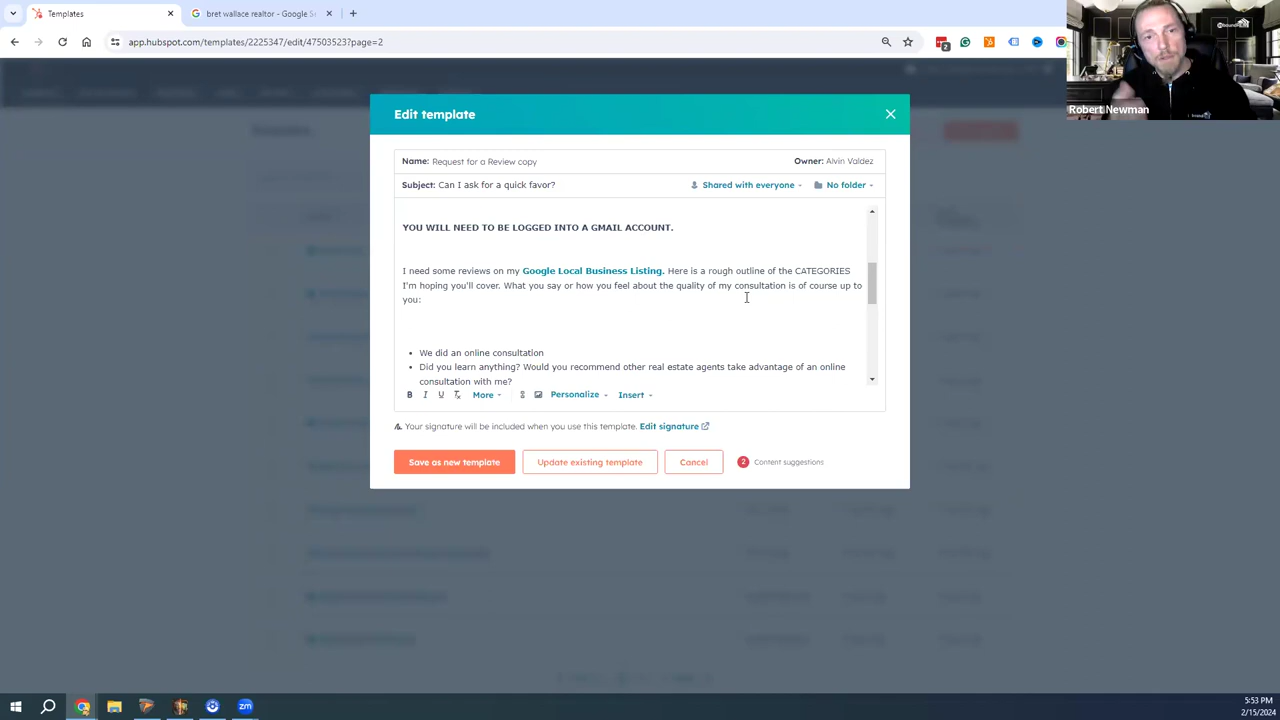 Templates
bret wallace realtor - Google Se
app.hubspot.com/templates/2225347/edit/47503523?page=2
2
Robert Newman
Edit template
Name: Request for a Review copy
Owner: Alvin Valdez
Subject: Can I ask for a quick favor?
Shared with everyone
No folder
YOU WILL NEED TO BE LOGGED INTO A GMAIL ACCOUNT.
I need some reviews on my Google Local Business Listing. Here is a rough outline of the CATEGORIES
I'm hoping you'll cover. What you say or how you feel about the quality of my consultation is of course up to
you:
• We did an online consultation
• Did you learn anything? Would you recommend other real estate agents take advantage of an online
consultation with me?
B I U Tx More
Personalize
Insert
Your signature will be included when you use this template. Edit signature
Save as new template
Update existing template
Cancel
2 Content suggestions
zm
5:53 PM
2/15/2024